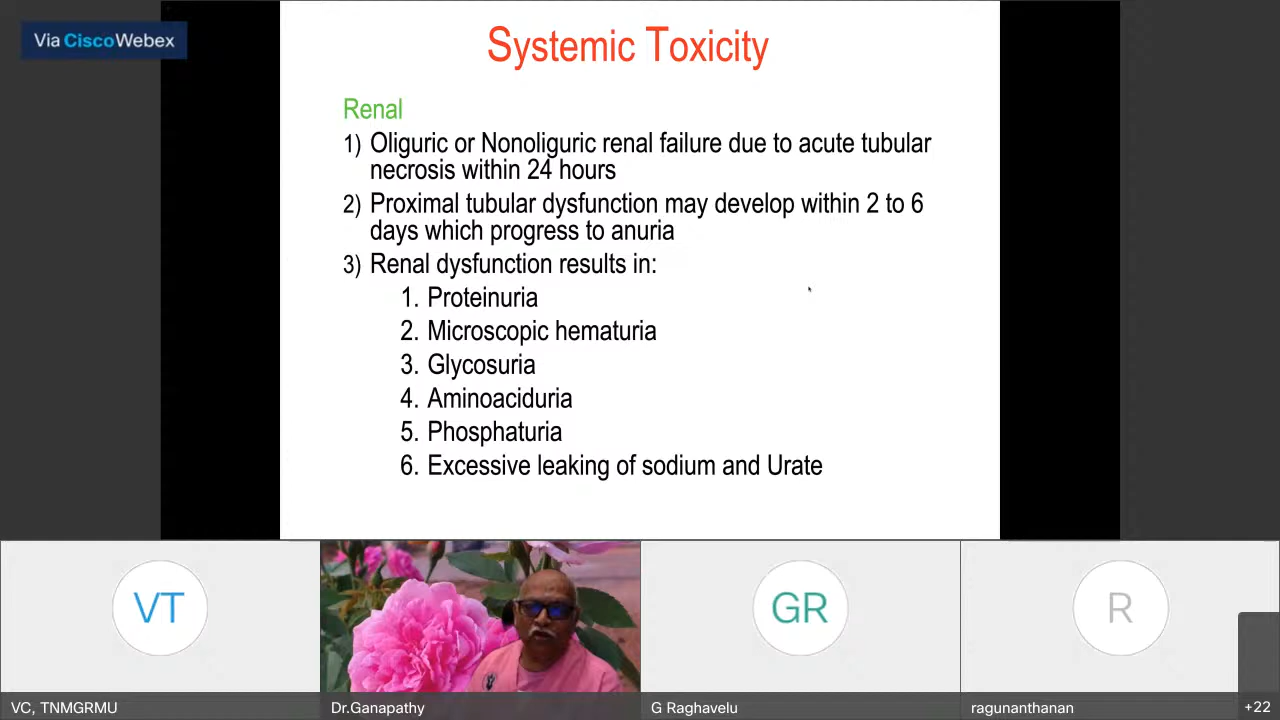 Via Cisco Webex
Systemic Toxicity
Renal
1) Oliguric or Nonoliguric renal failure due to acute tubular
necrosis within 24 hours
2) Proximal tubular dysfunction may develop within 2 to 6
days which progress to anuria
3) Renal dysfunction results in:
1. Proteinuria
2. Microscopic hematuria
3. Glycosuria
4. Aminoaciduria
5. Phosphaturia
6. Excessive leaking of sodium and Urate
VT
GR
R
VC, TNMGRMU
Dr.Ganapathy
G Raghavelu
ragunanthanan
+22